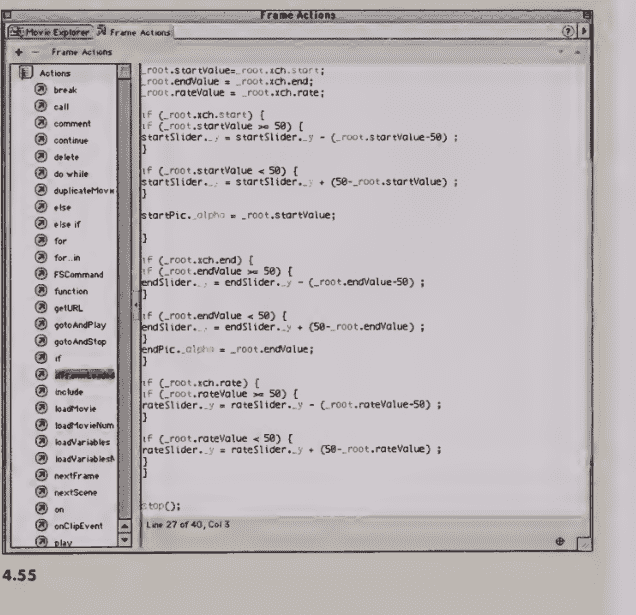 Frame Actions
Movie Explorer Frame Actions
+ - Frame Actions
Actions
break
call
comment
continue
delete
do while
duplicateMovie
else
else if
for
for..in
FSCommand
function
getURL
gotoAndPlay
gotoAndStop
if
ifFrameLoaded
include
loadMovie
loadMovieNum
loadVariables
nextFrame
nextScene
on
onClipEvent
play
_root.startValue=_root.xch.start;
_root.endValue = _root.xch.end;
_root.rateValue = _root.xch.rate;
if (_root.xch.start) {
if (_root.startValue >= 50) {
startSlider._y = startSlider._y - (_root.startValue-50) ;
}
if (_root.startValue < 50) {
startSlider._y = startSlider._y + (50-_root.startValue) ;
}
startPic._alpha = _root.startValue;
}
if (_root.xch.end) {
if (_root.endValue >= 50) {
endSlider._y = endSlider._y - (_root.endValue-50) ;
}
if (_root.endValue < 50) {
endSlider._y = endSlider._y + (50-_root.endValue) ;
}
endPic._alpha = _root.endValue;
}
if (_root.xch.rate) {
if (_root.rateValue >= 50) {
rateSlider._y = rateSlider._y - (_root.rateValue-50) ;
}
if (_root.rateValue < 50) {
rateSlider._y = rateSlider._y + (50-_root.rateValue) ;
}
}
stop();
Line 27 of 40, Col 3
4.55